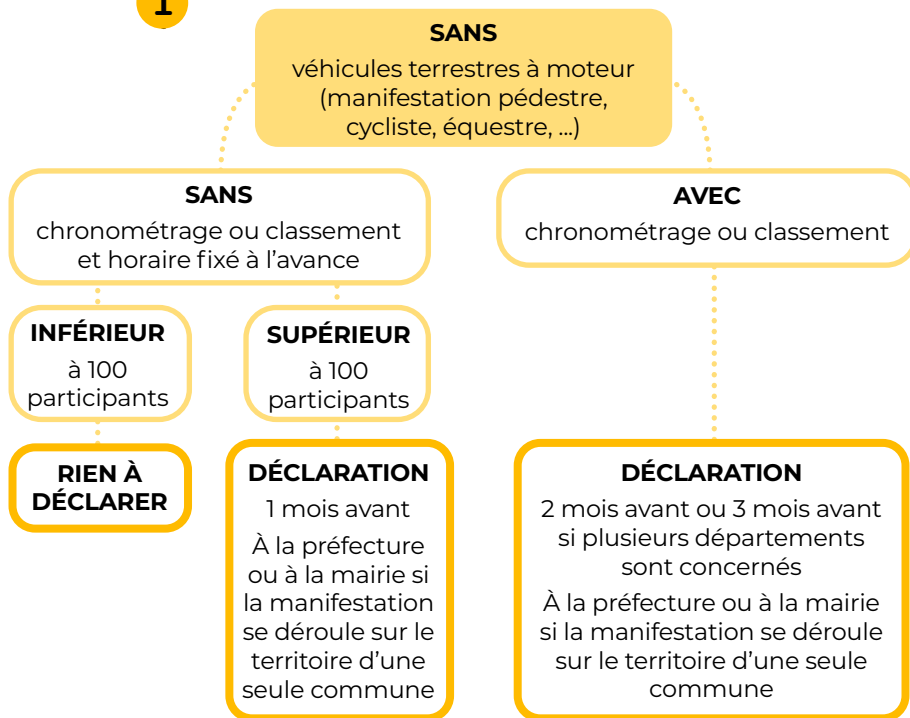 1
SANS
véhicules terrestres à moteur
(manifestation pédestre,
cycliste, équestre, ...)
SANS
chronométrage ou classement
et horaire fixé à l'avance
AVEC
chronométrage ou classement
INFÉRIEUR
à 100
participants
SUPÉRIEUR
à 100
participants
RIEN À
DÉCLARER
DÉCLARATION
1 mois avant
À la préfecture
ou à la mairie si
la manifestation
se déroule sur le
territoire d'une
seule commune
DÉCLARATION
2 mois avant ou 3 mois avant
si plusieurs départements
sont concernés
À la préfecture ou à la mairie
si la manifestation se déroule
sur le territoire d'une seule
commune